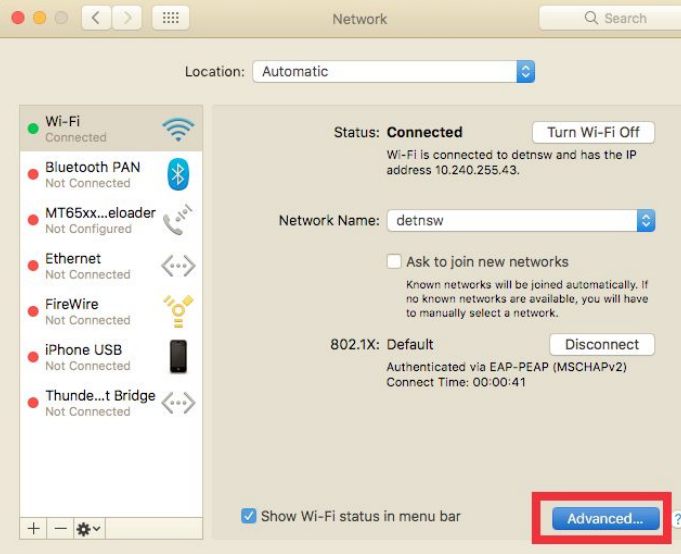 Network
Search
Location: Automatic
Wi-Fi
Connected
Bluetooth PAN
Not Connected
MT65xx...eloader
Not Configured
Ethernet
Not Connected
FireWire
Not Connected
iPhone USB
Not Connected
Thunde...t Bridge
Not Connected
Status: Connected
Turn Wi-Fi Off
Wi-Fi is connected to detnsw and has the IP
address 10.240.255.43.
Network Name: detnsw
Ask to join new networks
Known networks will be joined automatically. If
no known networks are available, you will have
to manually select a network.
802.1X: Default
Disconnect
Authenticated via EAP-PEAP (MSCHAPv2)
Connect Time: 00:00:41
Show Wi-Fi status in menu bar
Advanced...
?